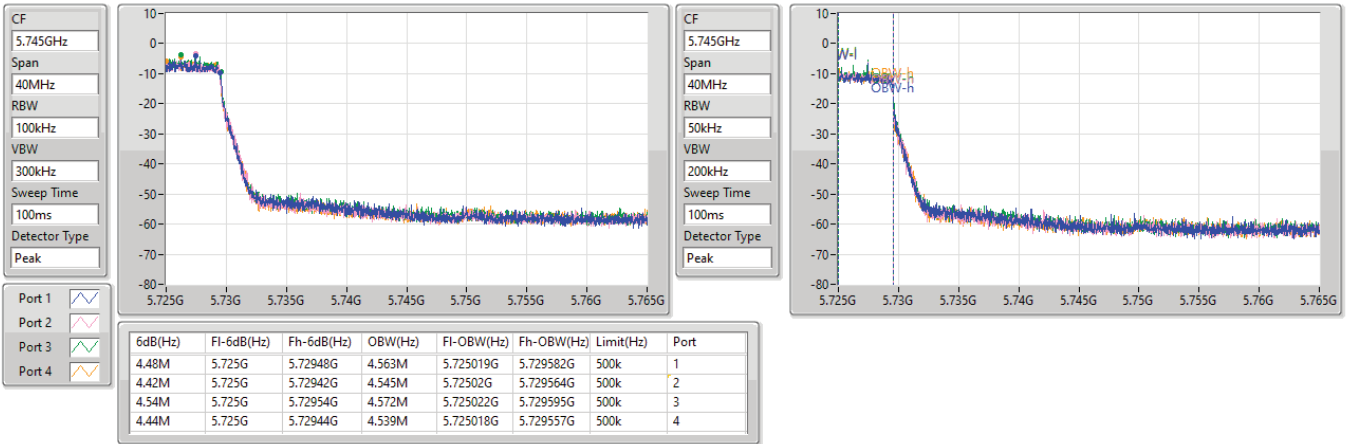 CF
5.745GHz
Span
40MHz
RBW
100kHz
VBW
300kHz
Sweep Time
100ms
Detector Type
Peak
10
0
-10
-20
-30
-40
-50
-60
-70
-80
5.725G 5.73G 5.735G 5.74G 5.745G 5.75G 5.755G 5.76G 5.765G
CF
5.745GHz
Span
40MHz
RBW
50kHz
VBW
200kHz
Sweep Time
100ms
Detector Type
Peak
10
0
-10
-20
-30
-40
-50
-60
-70
-80
W-l
OBW-h
OBW-h
5.725G 5.73G 5.735G 5.74G 5.745G 5.75G 5.755G 5.76G 5.765G
Port 1
Port 2
Port 3
Port 4
6dB(Hz) Fl-6dB(Hz) Fh-6dB(Hz) OBW(Hz) Fl-OBW(Hz) Fh-OBW(Hz) Limit(Hz) Port
4.48M 5.725G 5.72948G 4.563M 5.725019G 5.729582G 500k 1
4.42M 5.725G 5.72942G 4.545M 5.72502G 5.729564G 500k 2
4.54M 5.725G 5.72954G 4.572M 5.725022G 5.729595G 500k 3
4.44M 5.725G 5.72944G 4.539M 5.725018G 5.729557G 500k 4